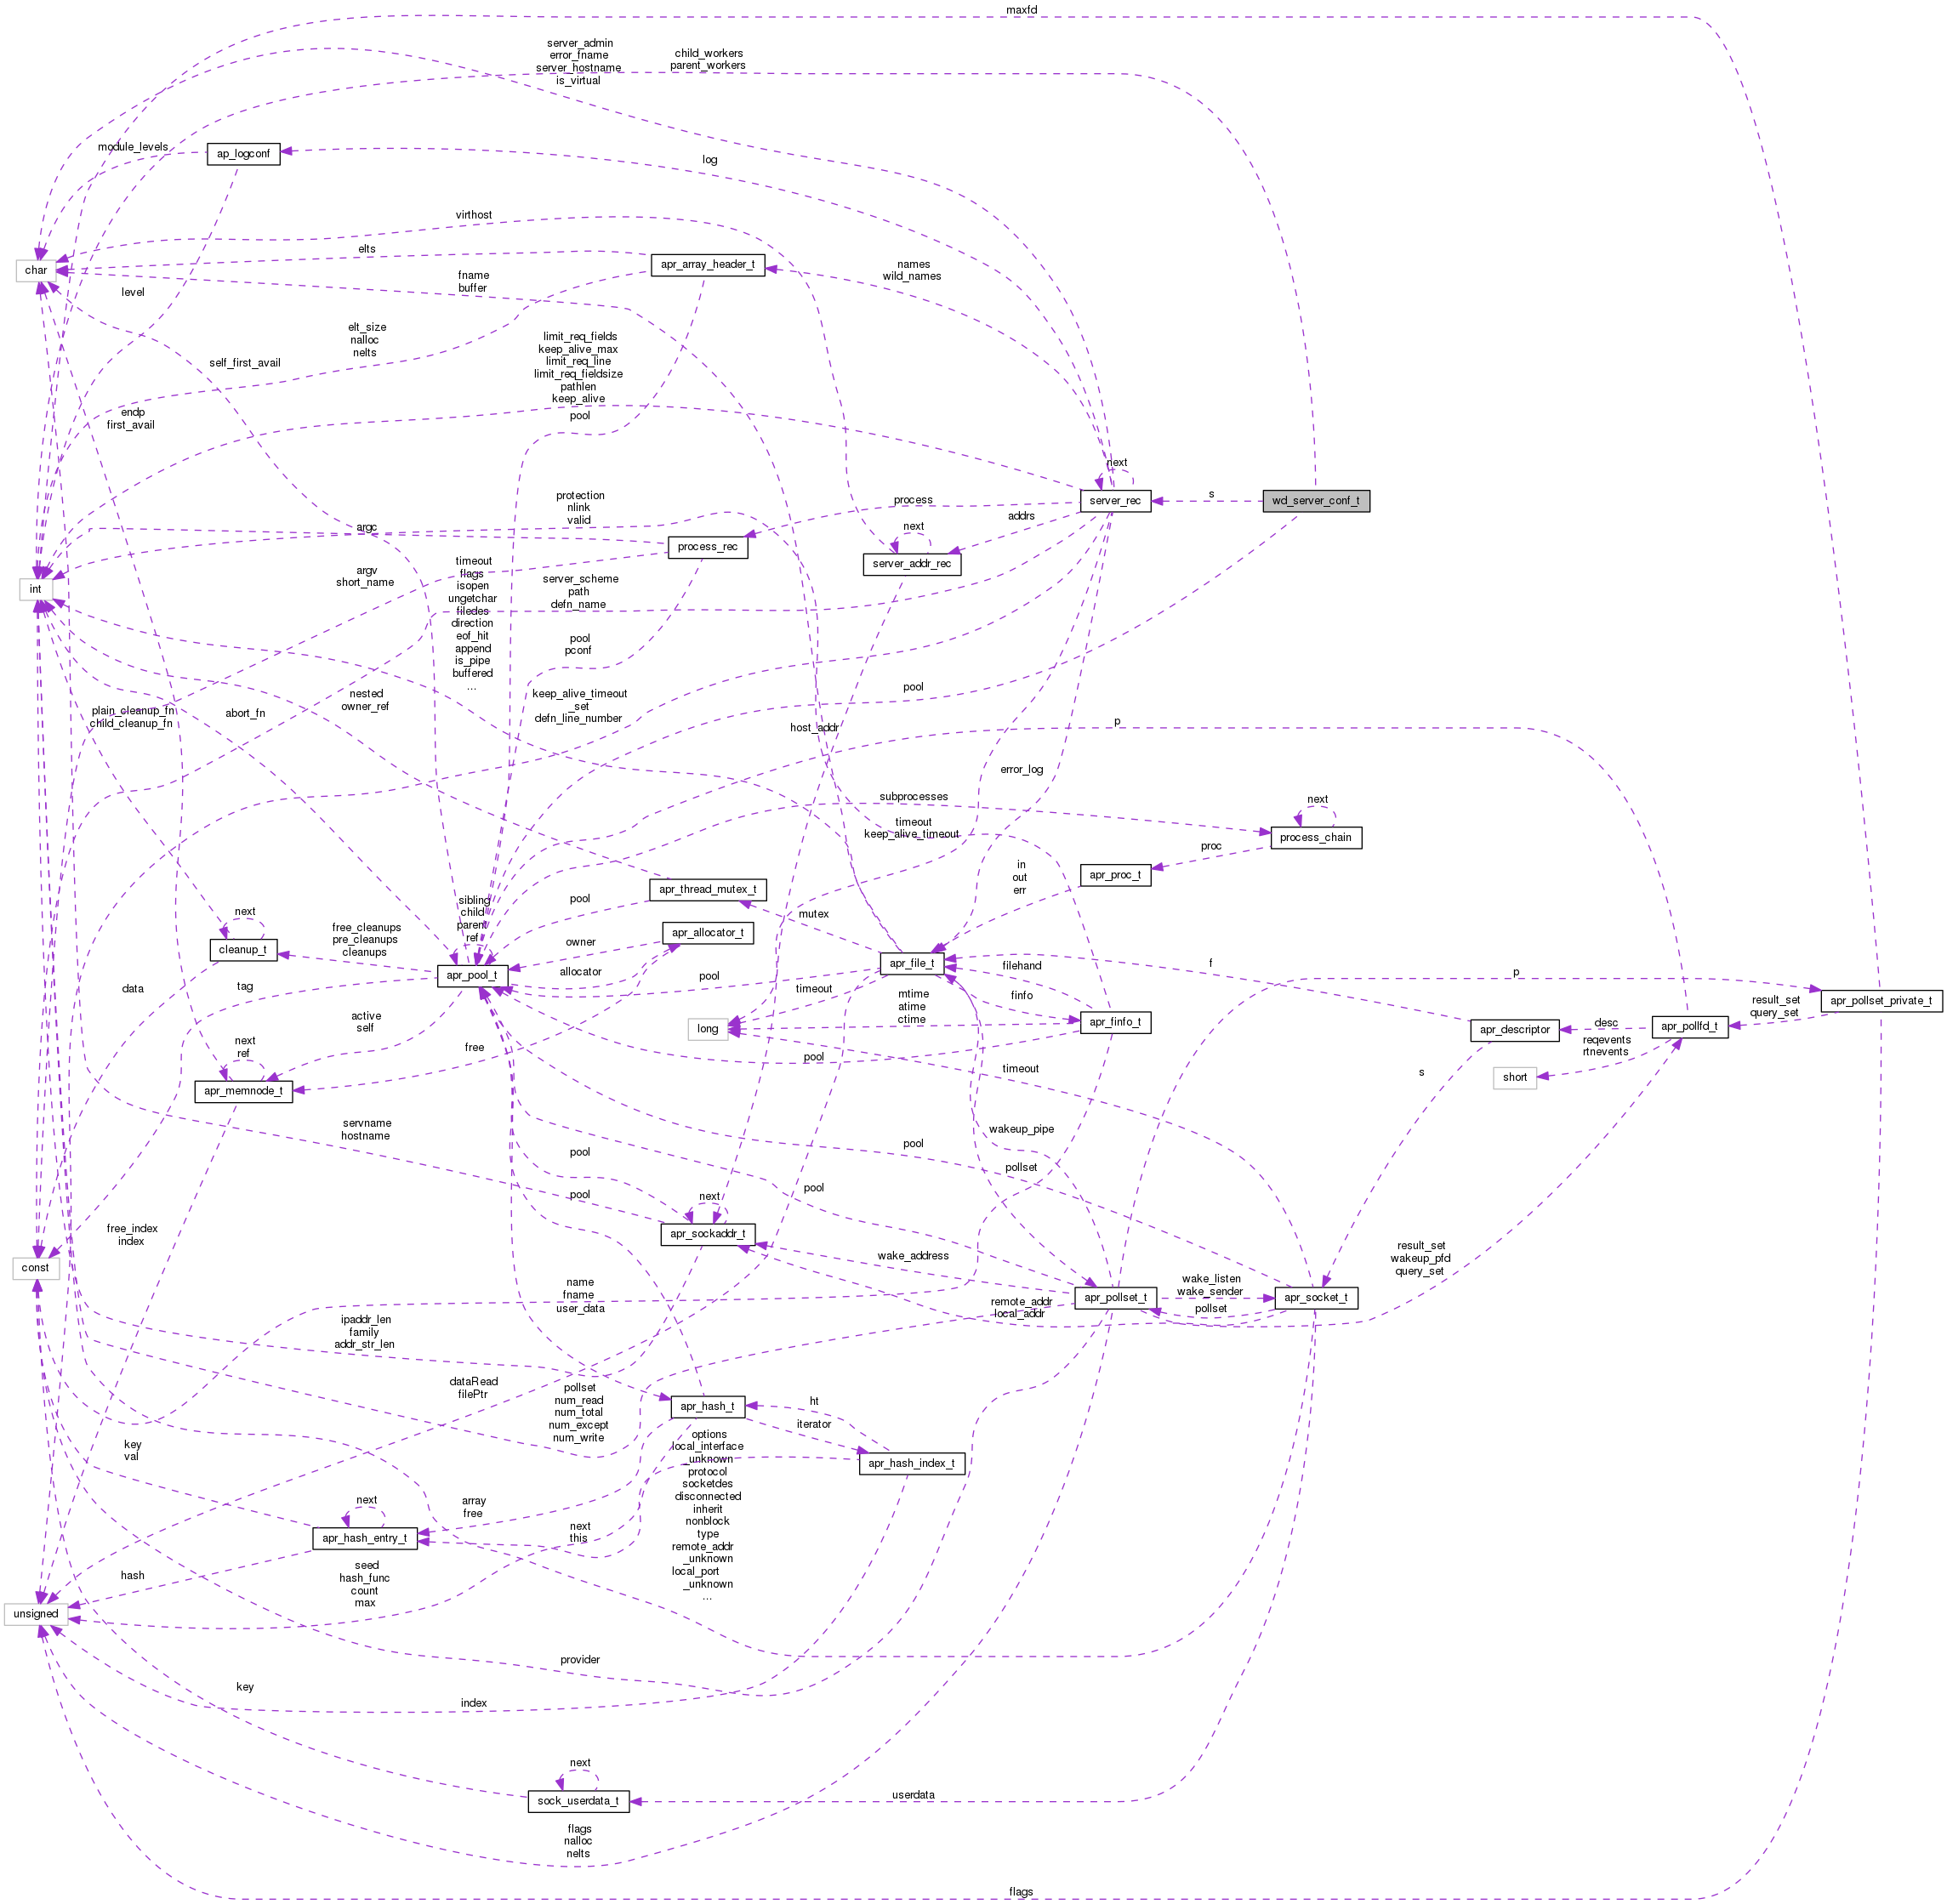 maxfd
server_admin
error_fname
server_hostname
is_virtual
child_workers
parent_workers
module_levels
ap_logconf
log
virthost
elts
char
apr_array_header_t
names
wild_names
fname
buffer
level
elt_size
nalloc
nelts
limit_req_fields
keep_alive_max
limit_req_line
limit_req_fieldsize
pathlen
keep_alive
self_first_avail
endp
first_avail
pool
next
server_rec
s
wd_server_conf_t
protection
nlink
valid
process
addrs
argc
process_rec
next
server_addr_rec
int
argv
short_name
timeout
flags
isopen
ungetchar
filedes
direction
eof_hit
append
is_pipe
buffered
...
server_scheme
path
defn_name
pool
pconf
nested
owner_ref
keep_alive_timeout
_set
defn_line_number
pool
plain_cleanup_fn
child_cleanup_fn
abort_fn
host_addr
p
error_log
subprocesses
next
process_chain
timeout
keep_alive_timeout
proc
in
out
err
apr_proc_t
apr_thread_mutex_t
pool
sibling
child
parent
ref
mutex
next
cleanup_t
free_cleanups
pre_cleanups
cleanups
owner
apr_allocator_t
apr_pool_t
allocator
apr_file_t
filehand
f
p
pool
data
tag
timeout
mtime
atime
ctime
finfo
long
apr_finfo_t
apr_pollset_private_t
result_set
query_set
apr_pollfd_t
desc
apr_descriptor
reqevents
rtnevents
short
active
self
next
ref
free
pool
timeout
s
apr_memnode_t
servname
hostname
wakeup_pipe
pool
pool
pollset
pool
pool
next
apr_sockaddr_t
free_index
index
const
wake_address
result_set
wakeup_pfd
query_set
name
fname
user_data
wake_listen
wake_sender
apr_pollset_t
apr_socket_t
pollset
remote_addr
local_addr
ipaddr_len
family
addr_str_len
dataRead
filePtr
pollset
num_read
num_total
num_except
num_write
apr_hash_t
ht
iterator
apr_hash_index_t
options
local_interface
_unknown
protocol
socketdes
disconnected
inherit
nonblock
type
remote_addr
_unknown
local_port
_unknown
...
key
val
array
free
next
apr_hash_entry_t
next
this
hash
seed
hash_func
count
max
unsigned
provider
key
index
next
sock_userdata_t
userdata
flags
nalloc
nelts
flags